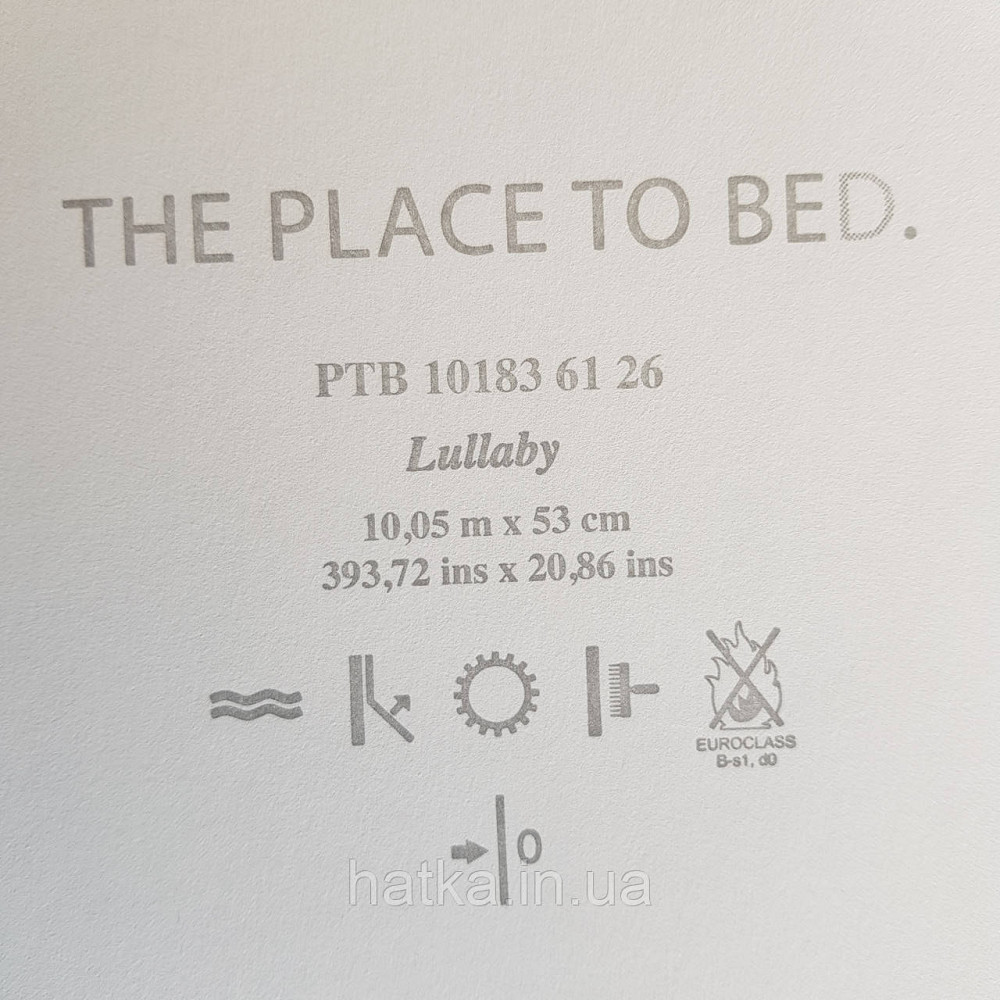 THE PLACE TO BED.
PTB 10183 61 26
Lullaby
10,05 m x 53 cm
393,72 ins x 20,86 ins
EUROCLASS
B-s1, d0
0
hatka.in.ua